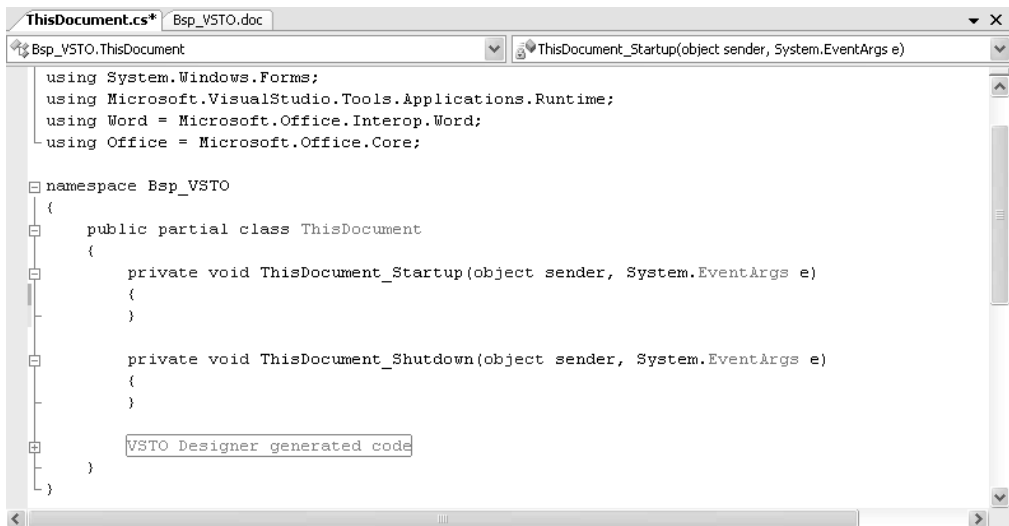 ThisDocument.cs* Bsp_VSTO.doc
Bsp_VSTO.ThisDocument ThisDocument_Startup(object sender, System.EventArgs e)
using System.Windows.Forms;
using Microsoft.VisualStudio.Tools.Applications.Runtime;
using Word = Microsoft.Office.Interop.Word;
using Office = Microsoft.Office.Core;
namespace Bsp_VSTO
{
public partial class ThisDocument
{
private void ThisDocument_Startup(object sender, System.EventArgs e)
{
}
private void ThisDocument_Shutdown(object sender, System.EventArgs e)
{
}
VSTO Designer generated code
}
}